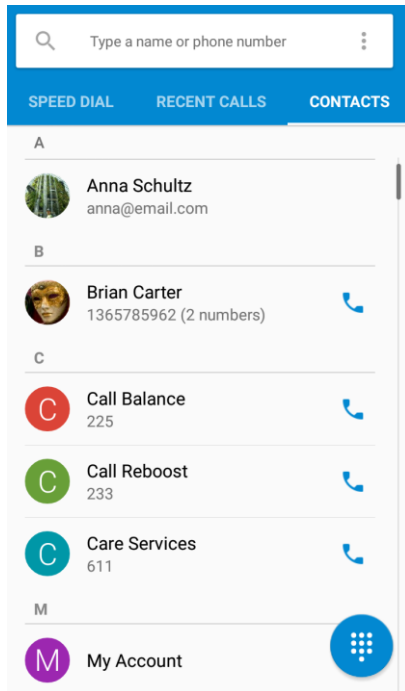 Type a name or phone number
SPEED DIAL RECENT CALLS CONTACTS
A
Anna Schultz
anna@email.com
B
Brian Carter
1365785962 (2 numbers)
C
C Call Balance
225
C Call Reboost
233
C Care Services
611
M
M My Account